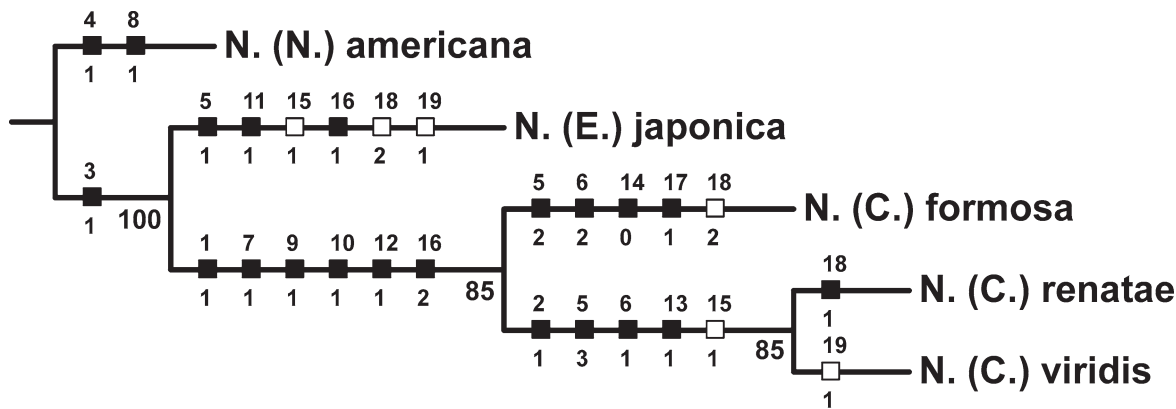 4 8
N. (N.) americana
1 1
5 11 15 16 18 19
N. (E.) japonica
1 1 1 1 2 1
3
1
100
5 6 14 17 18
N. (C.) formosa
2 2 0 1 2
1 7 9 10 12 16
1 1 1 1 1 2
85
18
N. (C.) renatae
1
2 5 6 13 15
1 3 1 1 1
85
19
N. (C.) viridis
1